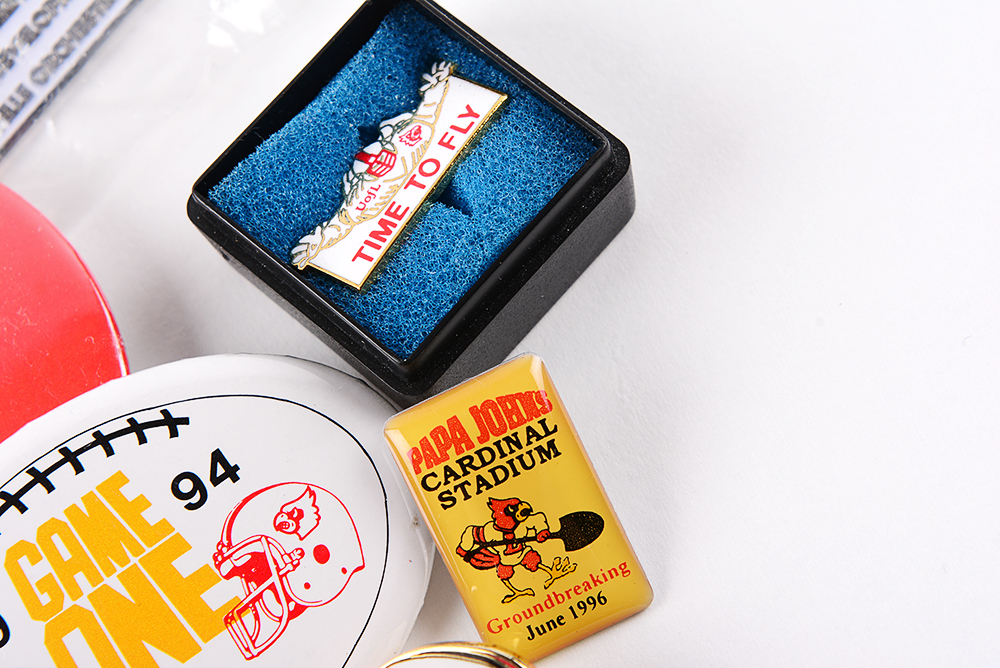 UofL
TIME TO FLY
94
GAME
ONE
PAPA JOHNS
CARDINAL
STADIUM
Groundbreaking
June 1996